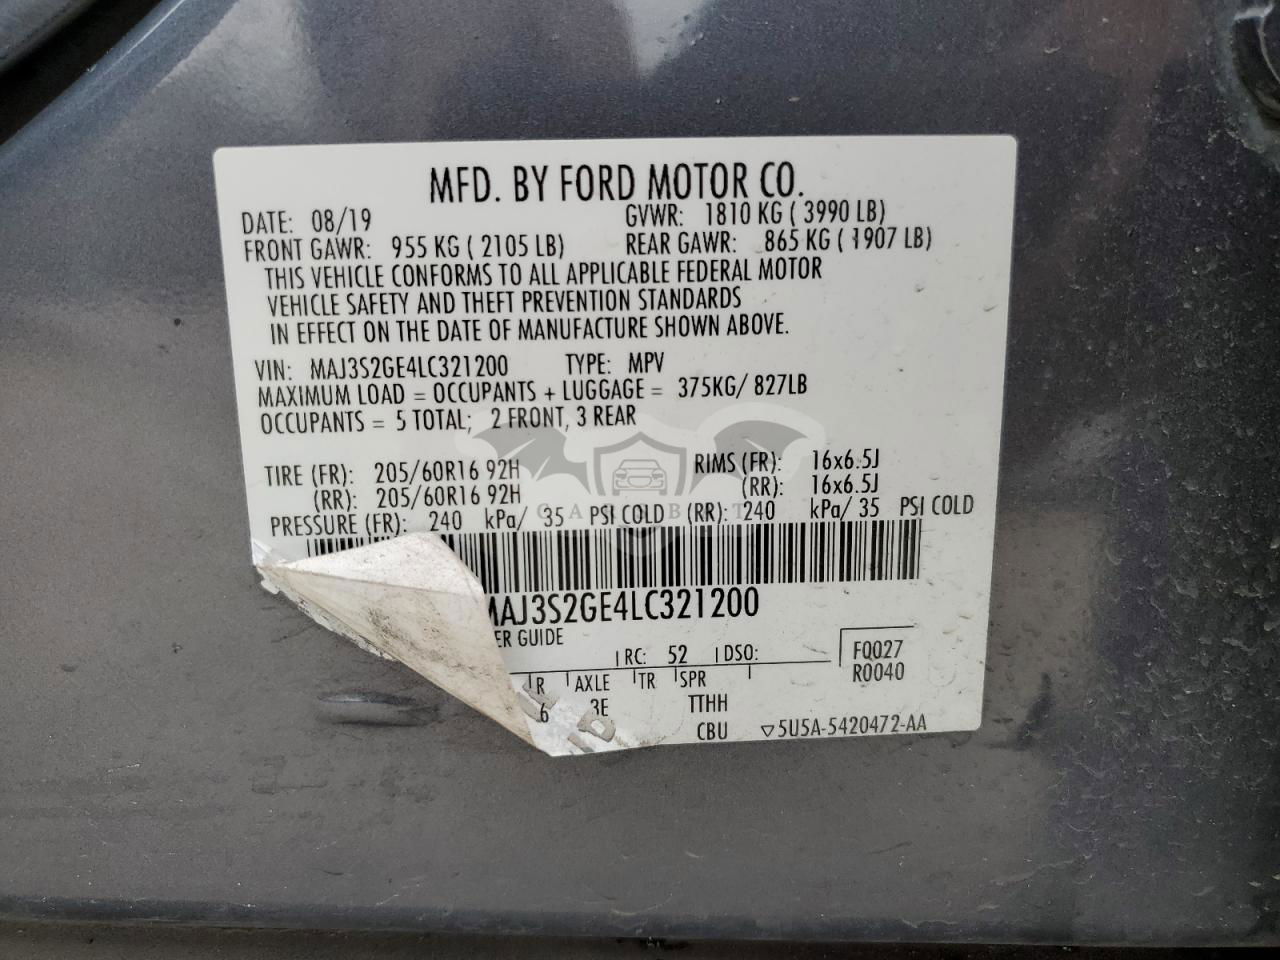 MFD. BY FORD MOTOR CO.
DATE: 08/19 GVWR: 1810 KG ( 3990 LB)
FRONT GAWR: 955 KG ( 2105 LB) REAR GAWR: 865 KG ( 1907 LB)
THIS VEHICLE CONFORMS TO ALL APPLICABLE FEDERAL MOTOR
VEHICLE SAFETY AND THEFT PREVENTION STANDARDS
IN EFFECT ON THE DATE OF MANUFACTURE SHOWN ABOVE.
VIN: MAJ3S2GE4LC321200 TYPE: MPV
MAXIMUM LOAD = OCCUPANTS + LUGGAGE = 375KG/ 827LB
OCCUPANTS = 5 TOTAL; 2 FRONT, 3 REAR
TIRE (FR): 205/60R16 92H RIMS (FR): 16x6.5J
(RR): 205/60R16 92H (RR): 16x6.5J
PRESSURE (FR): 240 kPa/ 35 PSI COLD (RR): 240 kPa/ 35 PSI COLD
MAJ3S2GE4LC321200
ER GUIDE
RC: 52 DSO: FQ027
R AXLE TR SPR R0040
6 3E TTHH
CBU 5U5A-5420472-AA